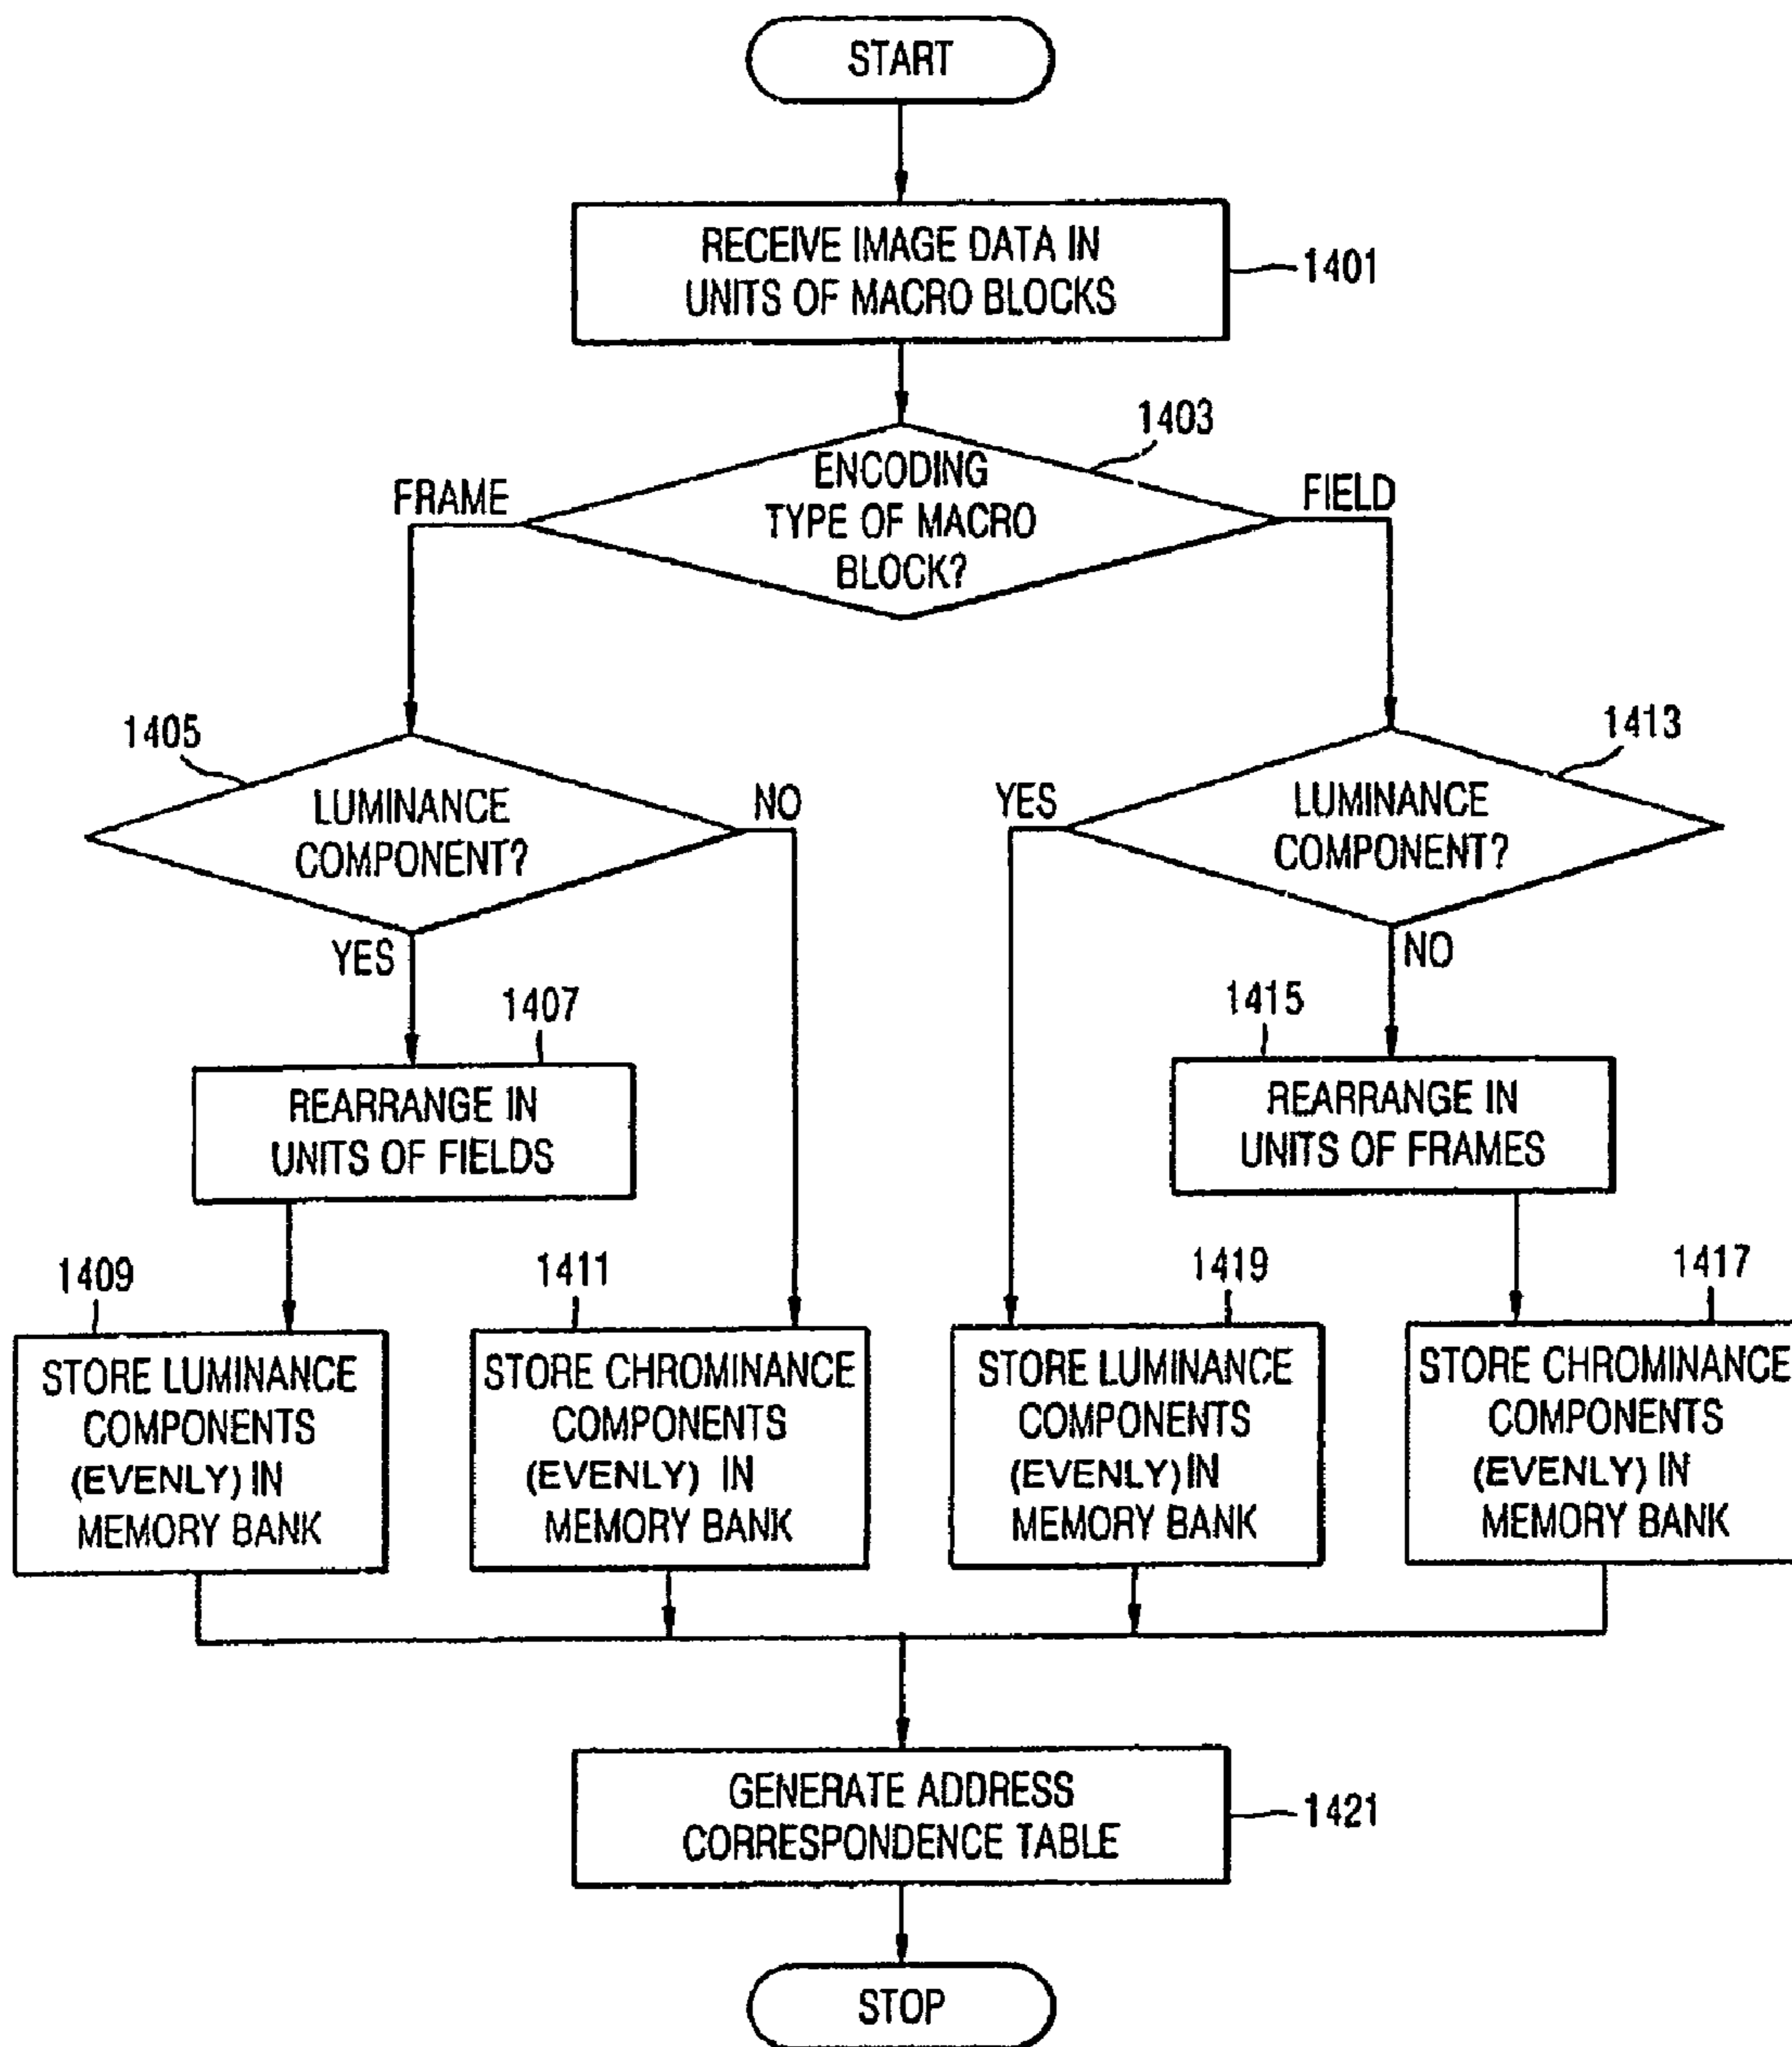 START
RECEIVE IMAGE DATA IN
UNITS OF MACRO BLOCKS
1401
1403
ENCODING
TYPE OF MACRO
BLOCK?
FRAME
FIELD
1405
LUMINANCE
COMPONENT?
NO
YES
1413
LUMINANCE
COMPONENT?
YES
NO
1407
REARRANGE IN
UNITS OF FIELDS
1415
REARRANGE IN
UNITS OF FRAMES
1409
STORE LUMINANCE
COMPONENTS
(EVENLY) IN
MEMORY BANK
1411
STORE CHROMINANCE
COMPONENTS
(EVENLY) IN
MEMORY BANK
1419
STORE LUMINANCE
COMPONENTS
(EVENLY) IN
MEMORY BANK
1417
STORE CHROMINANCE
COMPONENTS
(EVENLY) IN
MEMORY BANK
GENERATE ADDRESS
CORRESPONDENCE TABLE
1421
STOP